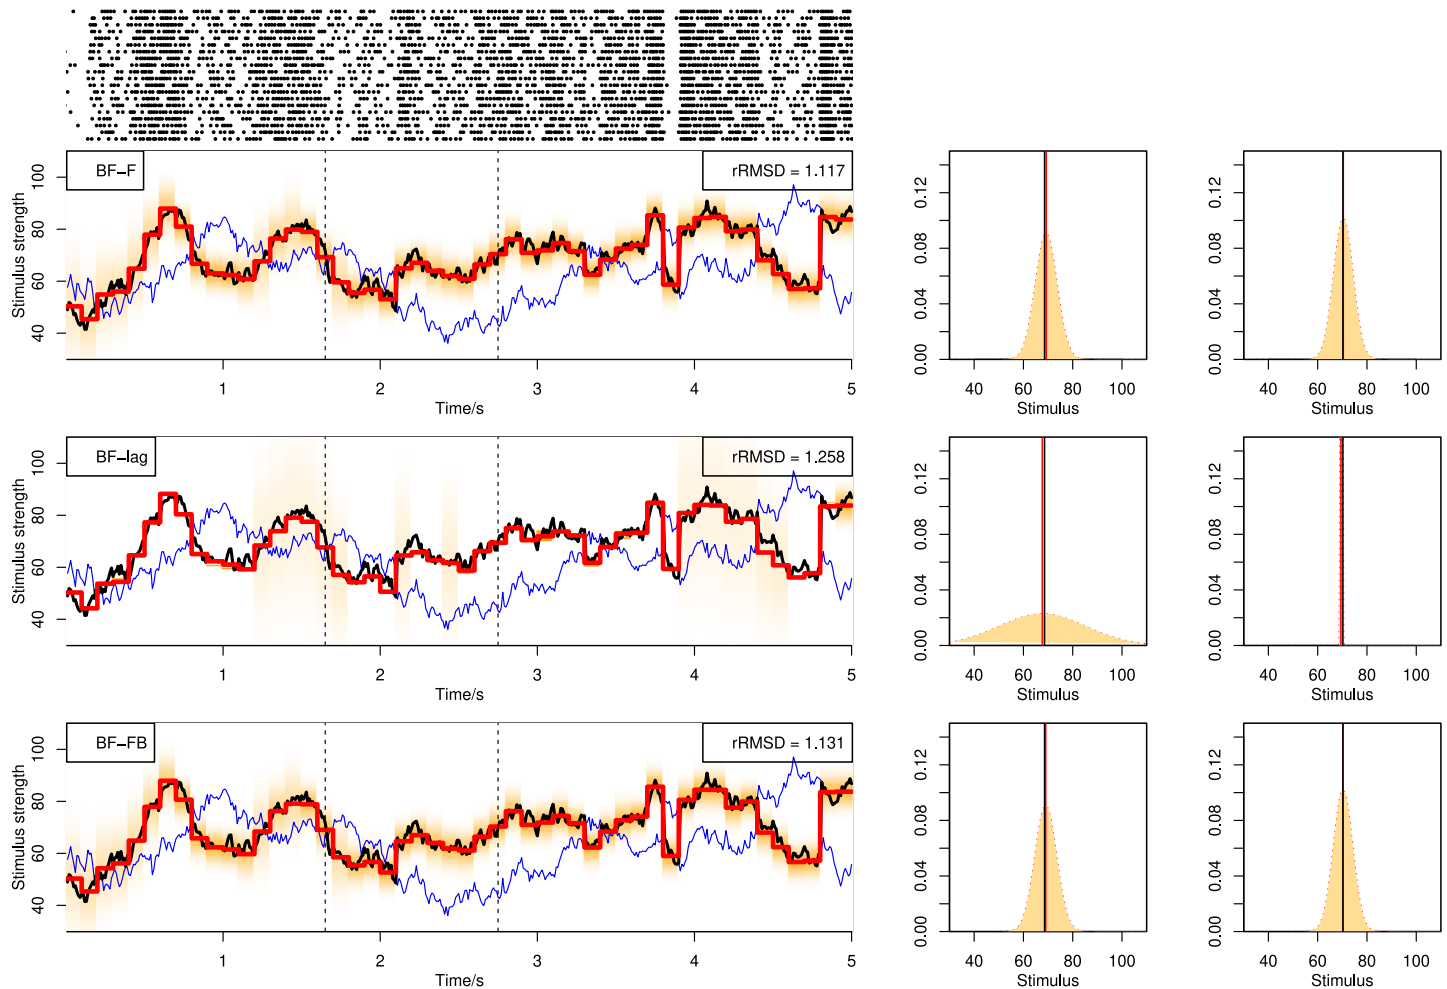 BF-F
rRMSD = 1.117
Stimulus strength
40 60 80 100
1 2 3 4 5
Time/s
0.00 0.04 0.08 0.12
40 60 80 100
Stimulus
0.00 0.04 0.08 0.12
40 60 80 100
Stimulus
BF-lag
rRMSD = 1.258
Stimulus strength
40 60 80 100
1 2 3 4 5
Time/s
0.00 0.04 0.08 0.12
40 60 80 100
Stimulus
0.00 0.04 0.08 0.12
40 60 80 100
Stimulus
BF-FB
rRMSD = 1.131
Stimulus strength
40 60 80 100
1 2 3 4 5
Time/s
0.00 0.04 0.08 0.12
40 60 80 100
Stimulus
0.00 0.04 0.08 0.12
40 60 80 100
Stimulus